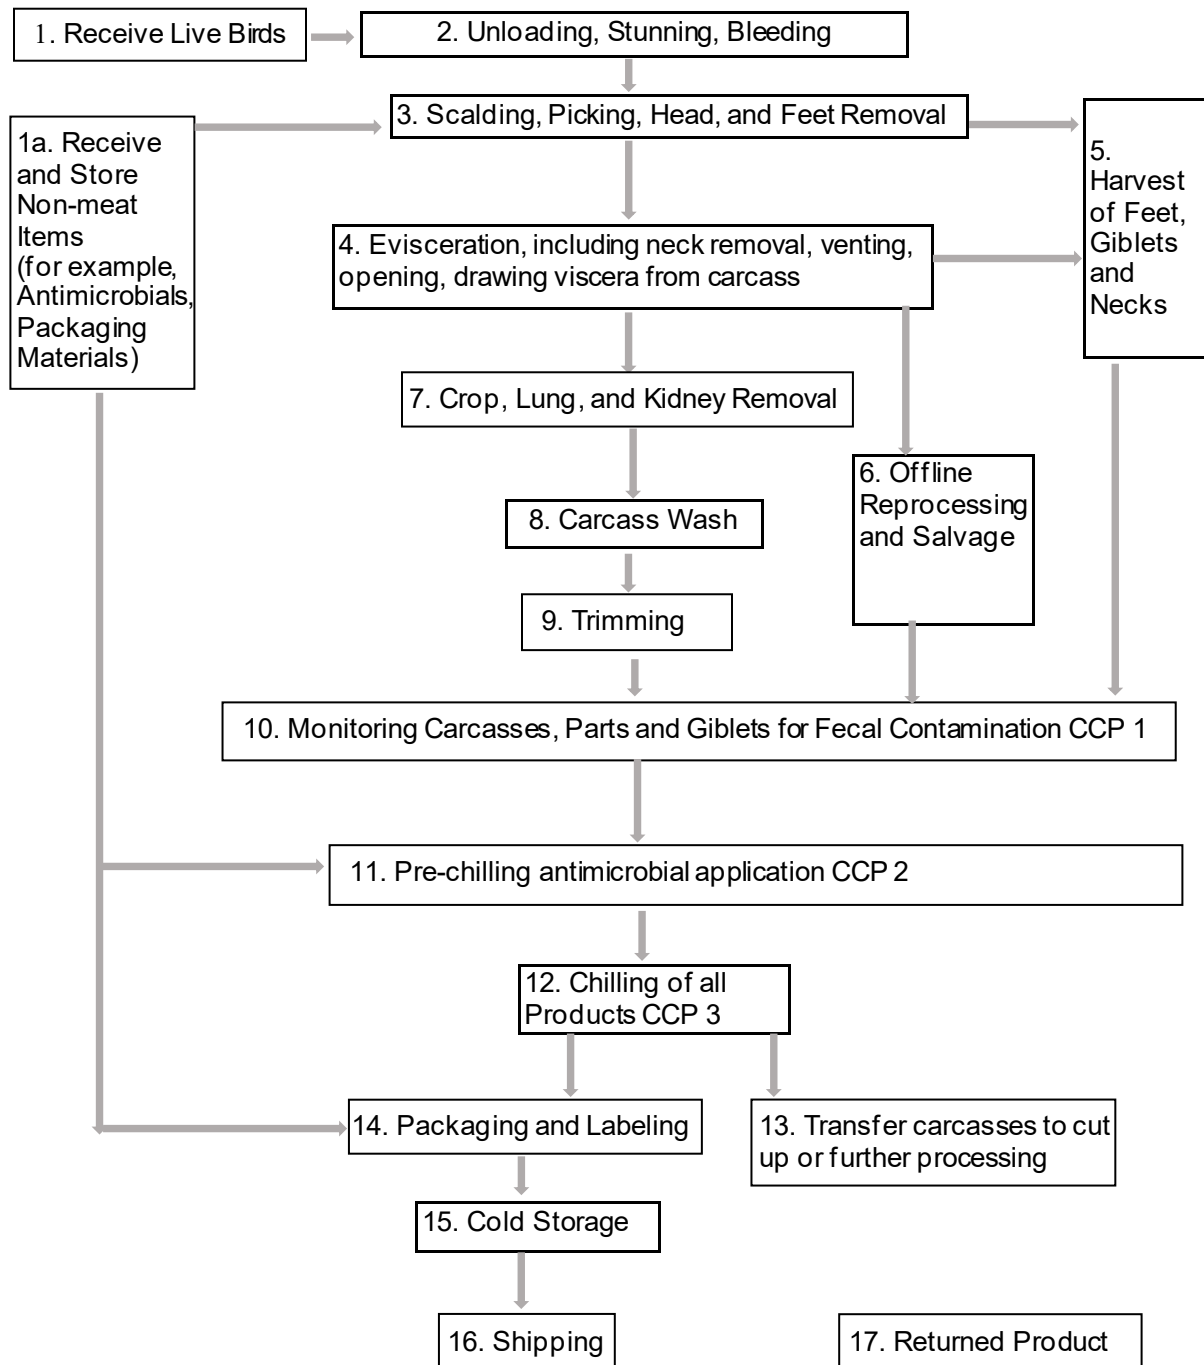 1. Receive Live Birds
2. Unloading, Stunning, Bleeding
3. Scalding, Picking, Head, and Feet Removal
1a. Receive
and Store
Non-meat
Items
(for example,
Antimicrobials,
Packaging
Materials)
5.
Harvest
of Feet,
Giblets
and
Necks
4. Evisceration, including neck removal, venting,
opening, drawing viscera from carcass
7. Crop, Lung, and Kidney Removal
6. Offline
Reprocessing
and Salvage
8. Carcass Wash
9. Trimming
10. Monitoring Carcasses, Parts and Giblets for Fecal Contamination CCP 1
11. Pre-chilling antimicrobial application CCP 2
12. Chilling of all
Products CCP 3
14. Packaging and Labeling
13. Transfer carcasses to cut
up or further processing
15. Cold Storage
16. Shipping
17. Returned Product